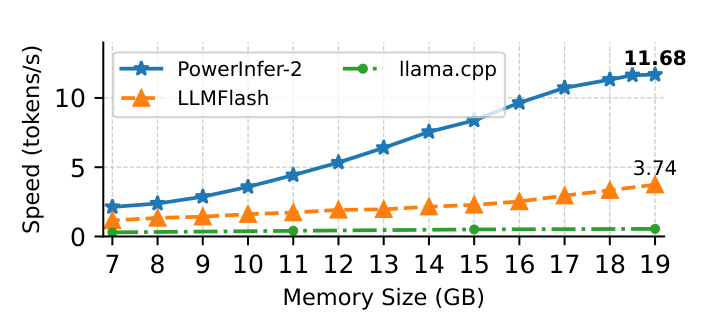 11.68
PowerInfer-2
llama.cpp
LLMFlash
3.74
Speed (tokens/s)
10
5
0
7 8 9 10 11 12 13 14 15 16 17 18 19
Memory Size (GB)